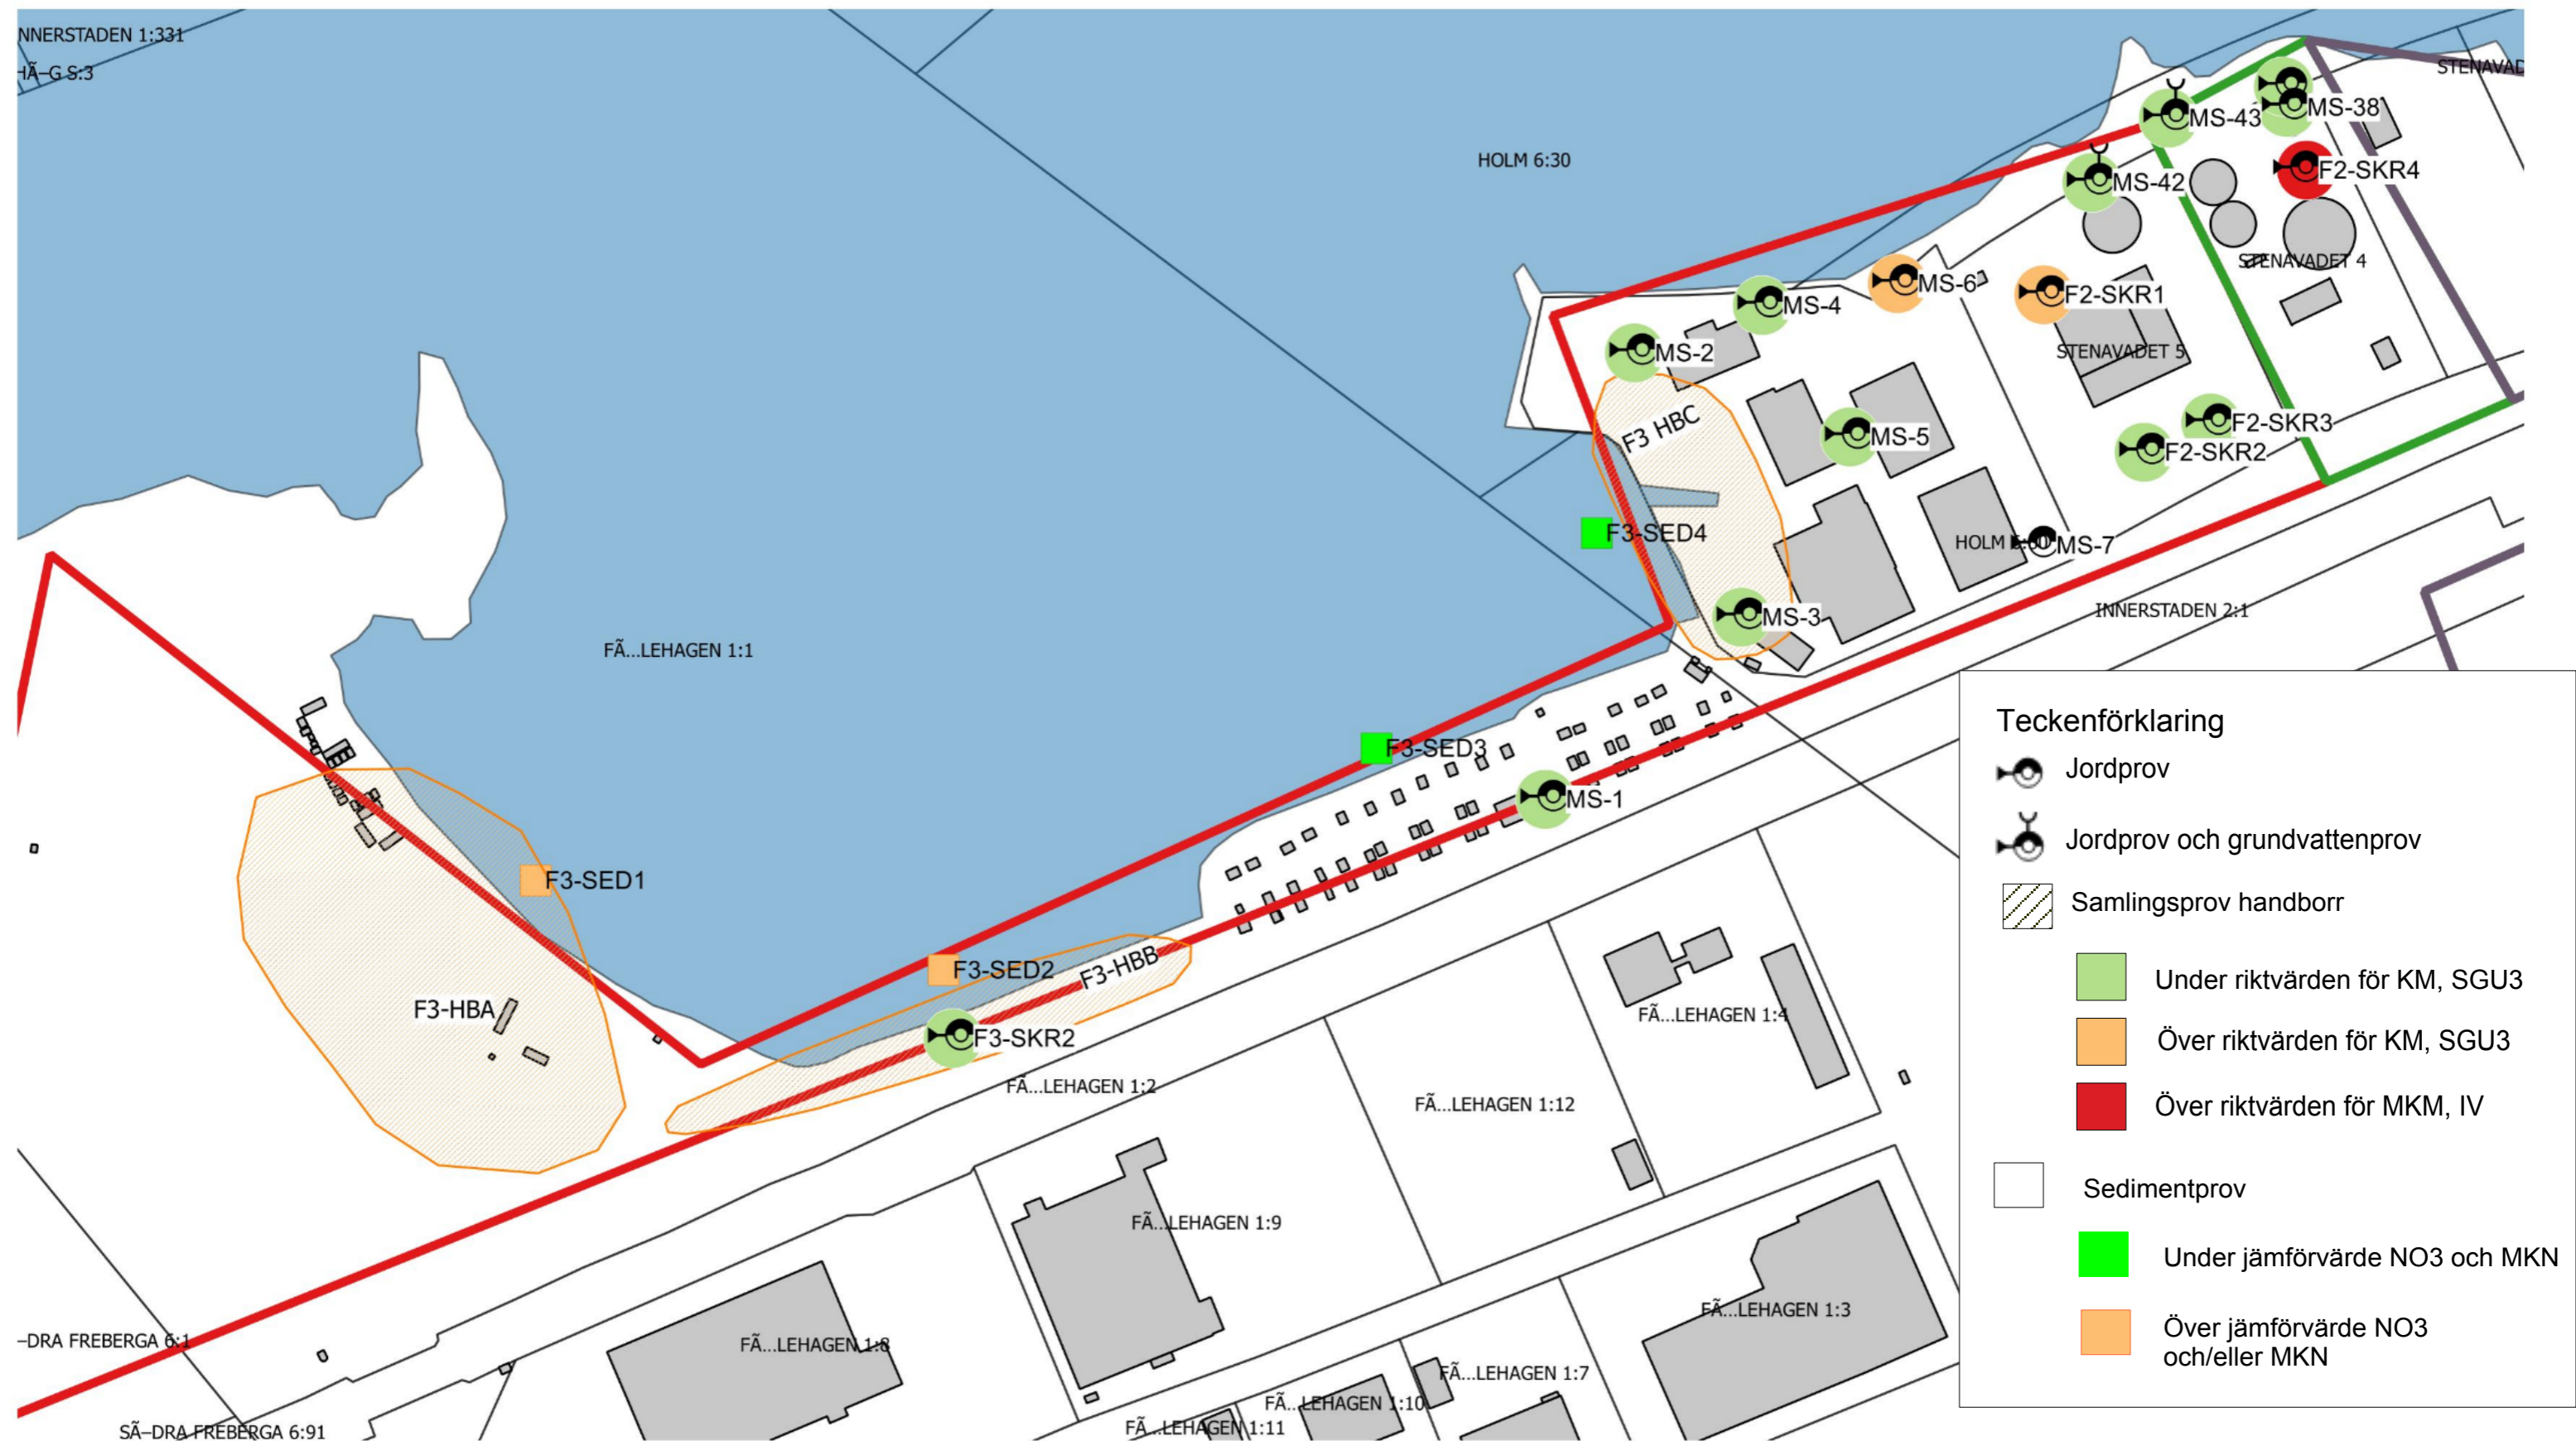 NNERSTADEN 1:331
HÃ–G S:3
STENAVAD
HOLM 6:30
MS-43
MS-38
MS-42
F2-SKR4
STENAVADET 4
MS-6
F2-SKR1
MS-4
MS-2
STENAVADET 5
F3 HBC
MS-5
F2-SKR3
F2-SKR2
F3-SED4
HOLM
MS-7
INNERSTADEN 2:1
MS-3
FÃ…LEHAGEN 1:1
F3-SED3
MS-1
F3-SED1
F3-SED2
F3-HBB
F3-HBA
F3-SKR2
FÃ…LEHAGEN 1:2
FÃ…LEHAGEN 1:4
FÃ…LEHAGEN 1:12
FÃ…LEHAGEN 1:9
FÃ…LEHAGEN 1:3
–DRA FREBERGA 6:1
FÃ…LEHAGEN 1:8
FÃ…LEHAGEN 1:7
FÃ…LEHAGEN 1:10
FÃ…LEHAGEN 1:11
SÃ–DRA FREBERGA 6:91
Teckenförklaring
Jordprov
Jordprov och grundvattenprov
Samlingsprov handborr
Under riktvärden för KM, SGU3
Över riktvärden för KM, SGU3
Över riktvärden för MKM, IV
Sedimentprov
Under jämförvärde NO3 och MKN
Över jämförvärde NO3
och/eller MKN